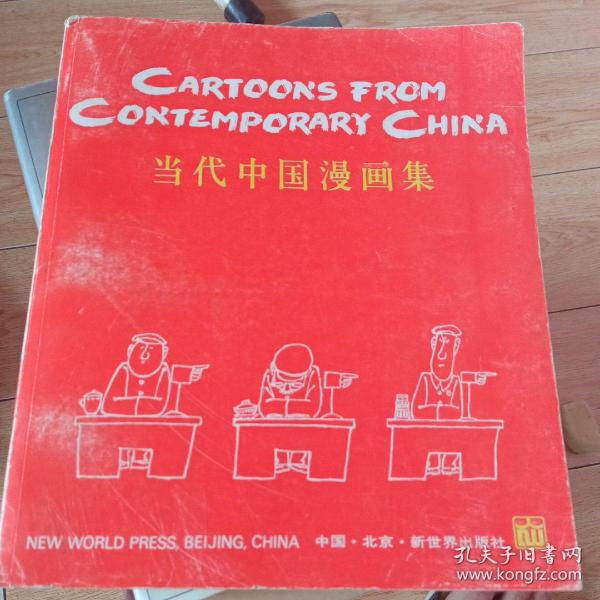 CARTOONS FROM
CONTEMPORARY CHINA
当代中国漫画集
NEW WORLD PRESS, BEIJING, CHINA 中国·北京·新世界出版社
孔夫子旧书网
www.kongfz.com